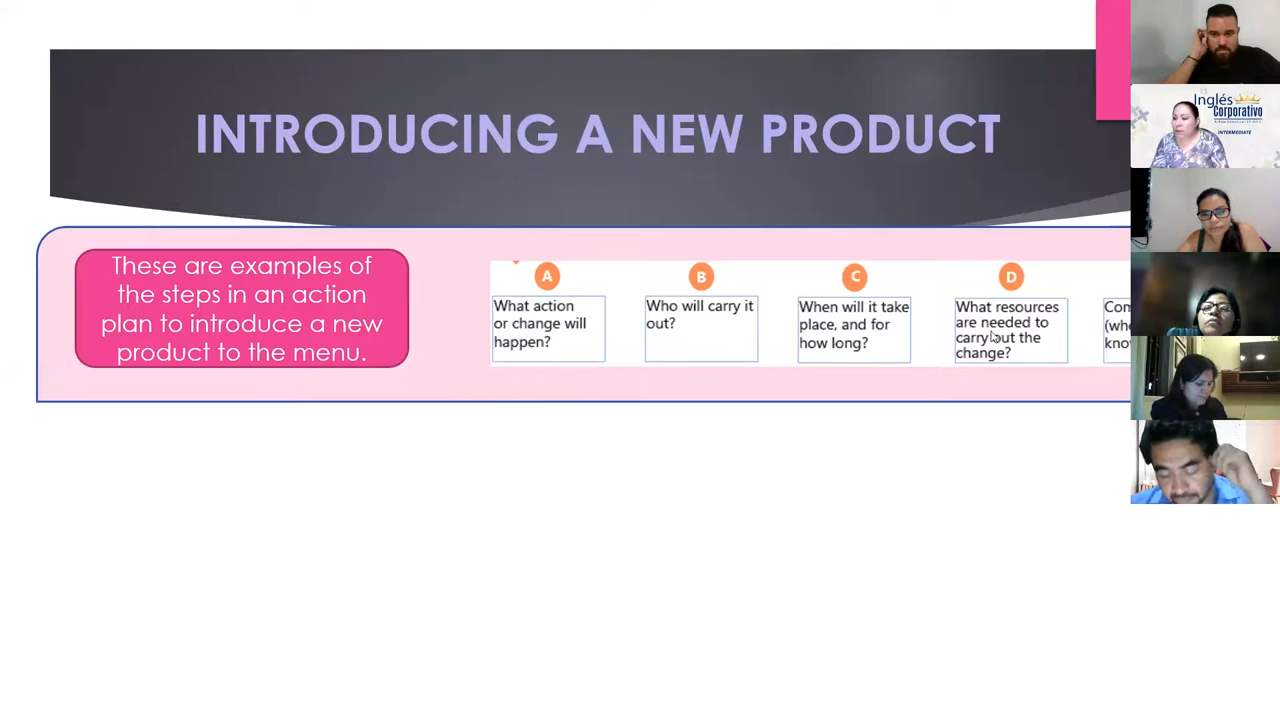 INTRODUCING A NEW PRODUCT
These are examples of
the steps in an action
plan to introduce a new
product to the menu.
A
What action
or change will
happen?
B
Who will carry it
out?
C
When will it take
place, and for
how long?
D
What resources
are needed to
carry out the
change?
Inglés
Corporativo
INTERMEDIATE